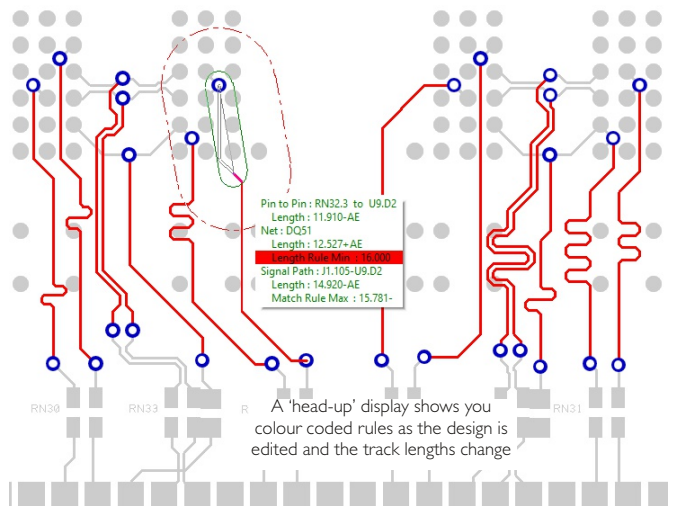 Pin to Pin : RN32.3 to U9.D2
Length : 11.910-AE
Net : DQ51
Length : 12.527+AE
Length Rule Min : 16.000
Signal Path : J1.105-U9.D2
Length : 14.920-AE
Match Rule Max : 15.781-
RN30
RN33
R
RN31
A ‘head-up’ display shows you
colour coded rules as the design is
edited and the track lengths change